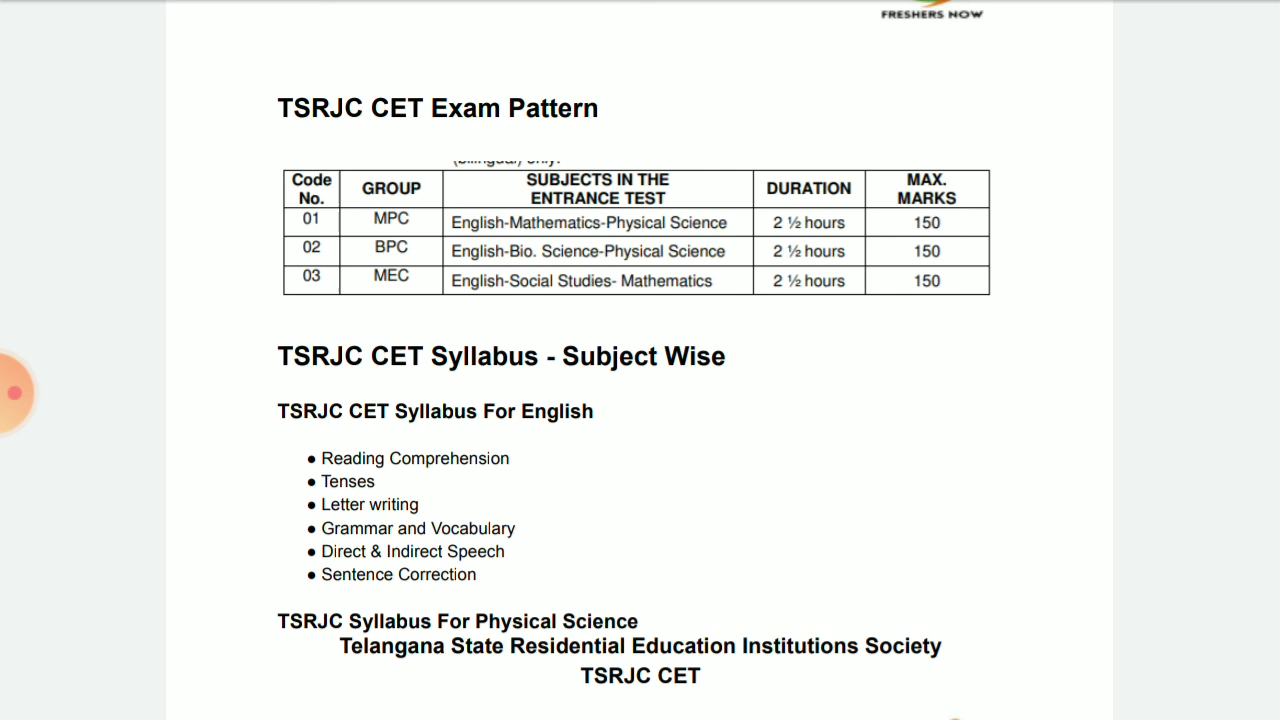 FRESHERS NOW
TSRJC CET Exam Pattern
(bilingual) only.
Code No. GROUP SUBJECTS IN THE ENTRANCE TEST DURATION MAX. MARKS
01 MPC English-Mathematics-Physical Science 2 ½ hours 150
02 BPC English-Bio. Science-Physical Science 2 ½ hours 150
03 MEC English-Social Studies- Mathematics 2 ½ hours 150
TSRJC CET Syllabus - Subject Wise
TSRJC CET Syllabus For English
● Reading Comprehension
● Tenses
● Letter writing
● Grammar and Vocabulary
● Direct & Indirect Speech
● Sentence Correction
TSRJC Syllabus For Physical Science
Telangana State Residential Education Institutions Society
TSRJC CET